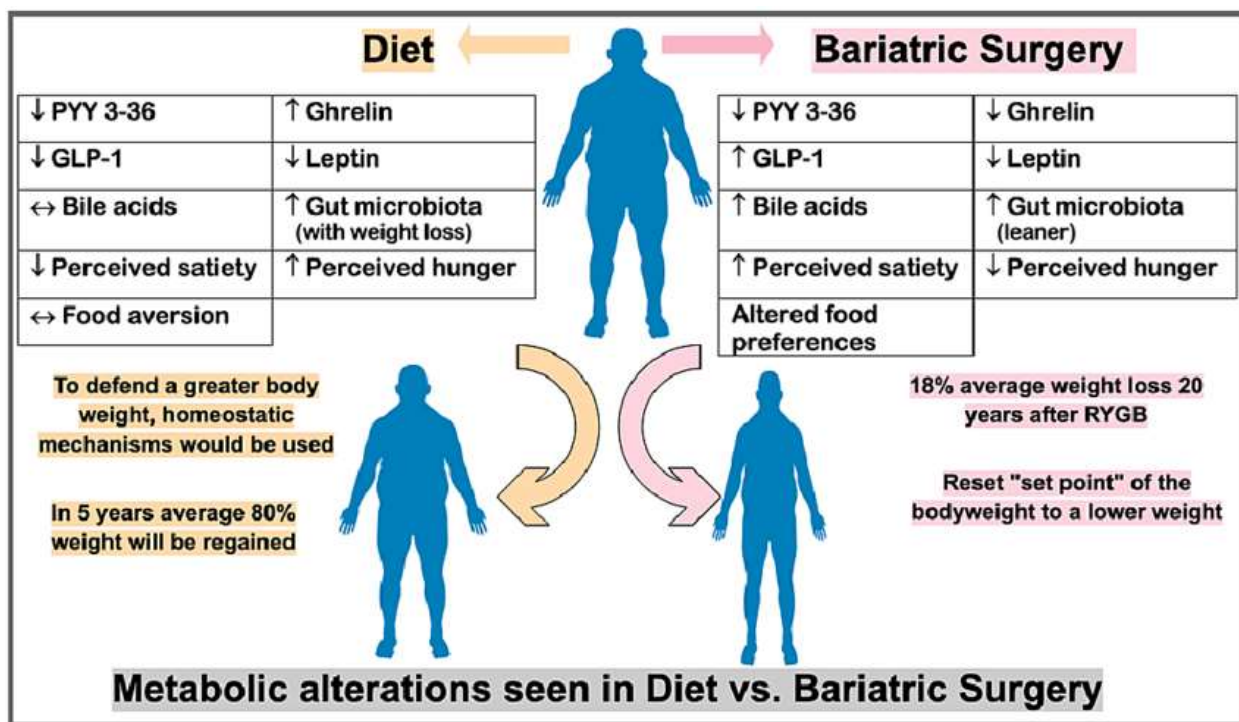 Diet
Bariatric Surgery
↓ PYY 3-36
↑ Ghrelin
↓ GLP-1
↓ Leptin
↔ Bile acids
↑ Gut microbiota
(with weight loss)
↓ Perceived satiety
↑ Perceived hunger
↔ Food aversion
↓ PYY 3-36
↓ Ghrelin
↑ GLP-1
↓ Leptin
↑ Bile acids
↑ Gut microbiota
(leaner)
↑ Perceived satiety
↓ Perceived hunger
Altered food
preferences
To defend a greater body
weight, homeostatic
mechanisms would be used
In 5 years average 80%
weight will be regained
18% average weight loss 20
years after RYGB
Reset "set point" of the
bodyweight to a lower weight
Metabolic alterations seen in Diet vs. Bariatric Surgery